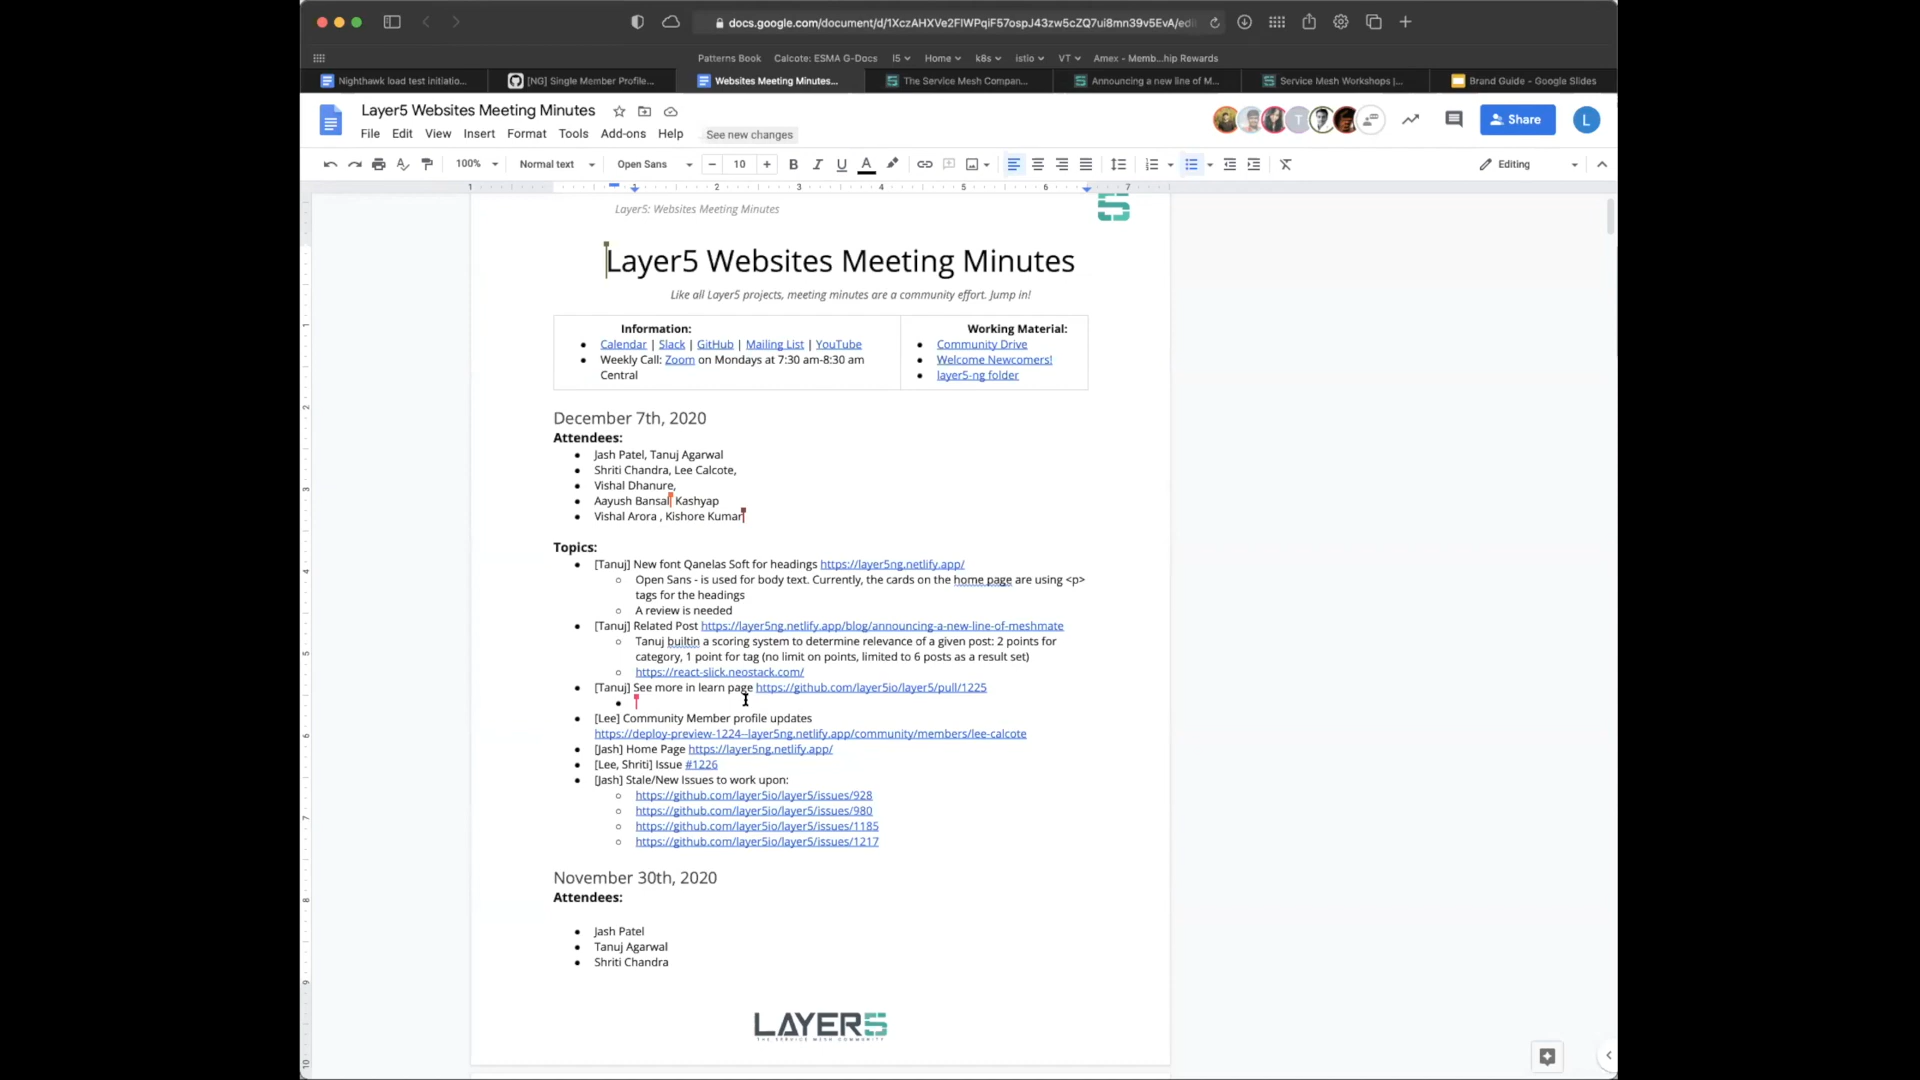 docs.google.com/document/d/1XczAHXVe2FlWPqiF57ospJ43zw5cZQ7ui8mn39v5EvA/edi
Patterns Book Calcote: ESMA G-Docs I5 Home k8s istio VT Amex - Memb...hip Rewards
Nighthawk load test initiatio... [NG] Single Member Profile... Websites Meeting Minutes... The Service Mesh Compan... Announcing a new line of M... Service Mesh Workshops |... Brand Guide - Google Slides
Layer5 Websites Meeting Minutes
File Edit View Insert Format Tools Add-ons Help See new changes
T
Share
L
100% Normal text Open Sans 10 B I U A Editing
1 1 2 3 4 5 6 7
Layer5: Websites Meeting Minutes
Layer5 Websites Meeting Minutes
Like all Layer5 projects, meeting minutes are a community effort. Jump in!
Information:
Calendar | Slack | GitHub | Mailing List | YouTube
Weekly Call: Zoom on Mondays at 7:30 am-8:30 am
Central
Working Material:
Community Drive
Welcome Newcomers!
layer5-ng folder
December 7th, 2020
Attendees:
Jash Patel, Tanuj Agarwal
Shriti Chandra, Lee Calcote,
Vishal Dhanure,
Aayush Bansal Kashyap
Vishal Arora , Kishore Kumar
Topics:
[Tanuj] New font Qanelas Soft for headings https://layer5ng.netlify.app/
Open Sans - is used for body text. Currently, the cards on the home page are using <p>
tags for the headings
A review is needed
[Tanuj] Related Post https://layer5ng.netlify.app/blog/announcing-a-new-line-of-meshmate
Tanuj builtin a scoring system to determine relevance of a given post: 2 points for
category, 1 point for tag (no limit on points, limited to 6 posts as a result set)
https://react-slick.neostack.com/
[Tanuj] See more in learn page https://github.com/layer5io/layer5/pull/1225
[Lee] Community Member profile updates
https://deploy-preview-1224--layer5ng.netlify.app/community/members/lee-calcote
[Jash] Home Page https://layer5ng.netlify.app/
[Lee, Shriti] Issue #1226
[Jash] Stale/New Issues to work upon:
https://github.com/layer5io/layer5/issues/928
https://github.com/layer5io/layer5/issues/980
https://github.com/layer5io/layer5/issues/1185
https://github.com/layer5io/layer5/issues/1217
November 30th, 2020
Attendees:
Jash Patel
Tanuj Agarwal
Shriti Chandra
LAYER5
THE SERVICE MESH COMMUNITY